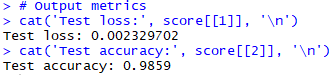 > # Output metrics
> cat('Test loss:', score[[1]], '\n')
Test loss: 0.002329702
> cat('Test accuracy:', score[[2]], '\n')
Test accuracy: 0.9859